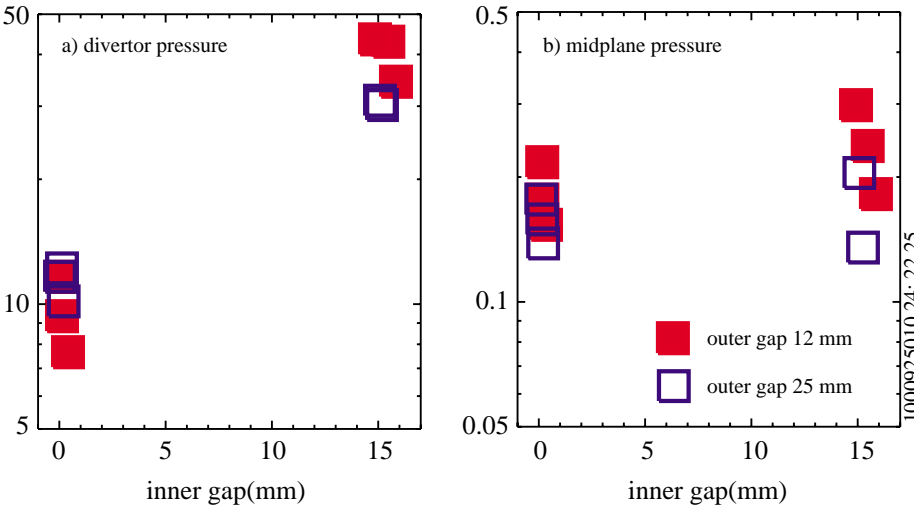 a) divertor pressure
50
10
5
0
5
10
15
inner gap(mm)
b) midplane pressure
0.5
0.1
0.05
0
5
10
15
inner gap(mm)
outer gap 12 mm
outer gap 25 mm
1000925010 24: 22 25